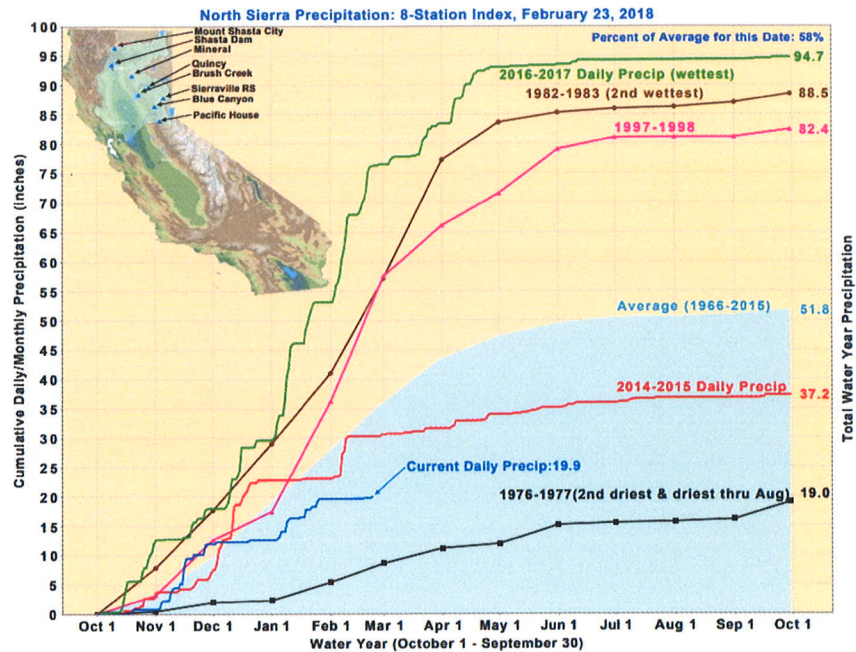 North Sierra Precipitation: 8-Station Index, February 23, 2018
Percent of Average for this Date: 58%
Mount Shasta City
Shasta Dam
Mineral
Quincy
Brush Creek
Sierraville RS
Blue Canyon
Pacific House
2016-2017 Daily Precip (wettest)
94.7
1982-1983 (2nd wettest)
88.5
1997-1998
82.4
Average (1966-2015)
51.8
2014-2015 Daily Precip
37.2
Current Daily Precip:19.9
1976-1977(2nd driest & driest thru Aug)
19.0
Cumulative Daily/Monthly Precipitation (inches)
100
95
90
85
80
75
70
65
60
55
50
45
40
35
30
25
20
15
10
5
0
Total Water Year Precipitation
Oct 1 Nov 1 Dec 1 Jan 1 Feb 1 Mar 1 Apr 1 May 1 Jun 1 Jul 1 Aug 1 Sep 1 Oct 1
Water Year (October 1 - September 30)